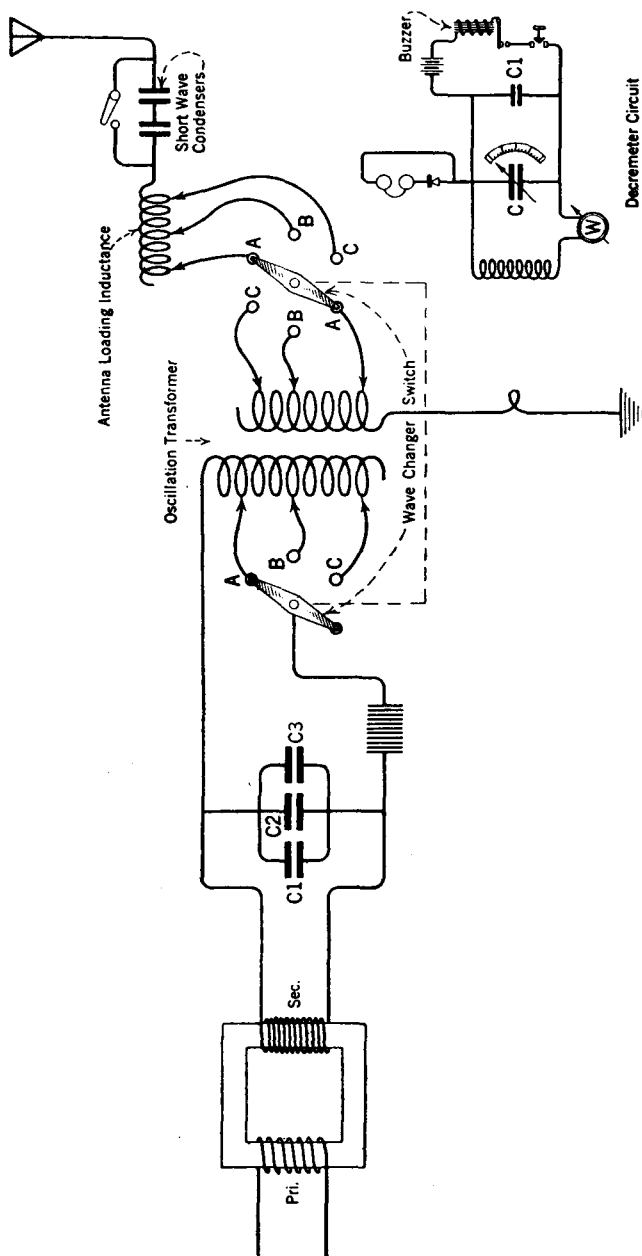 Pri.
Sec.
C1
C2
C3
A
B
C
Oscillation Transformer
Wave Changer Switch
C
B
A
A
B
C
Antenna Loading Inductance
Short Wave
Condensers
Buzzer
C
C1
W
Decremeter Circuit